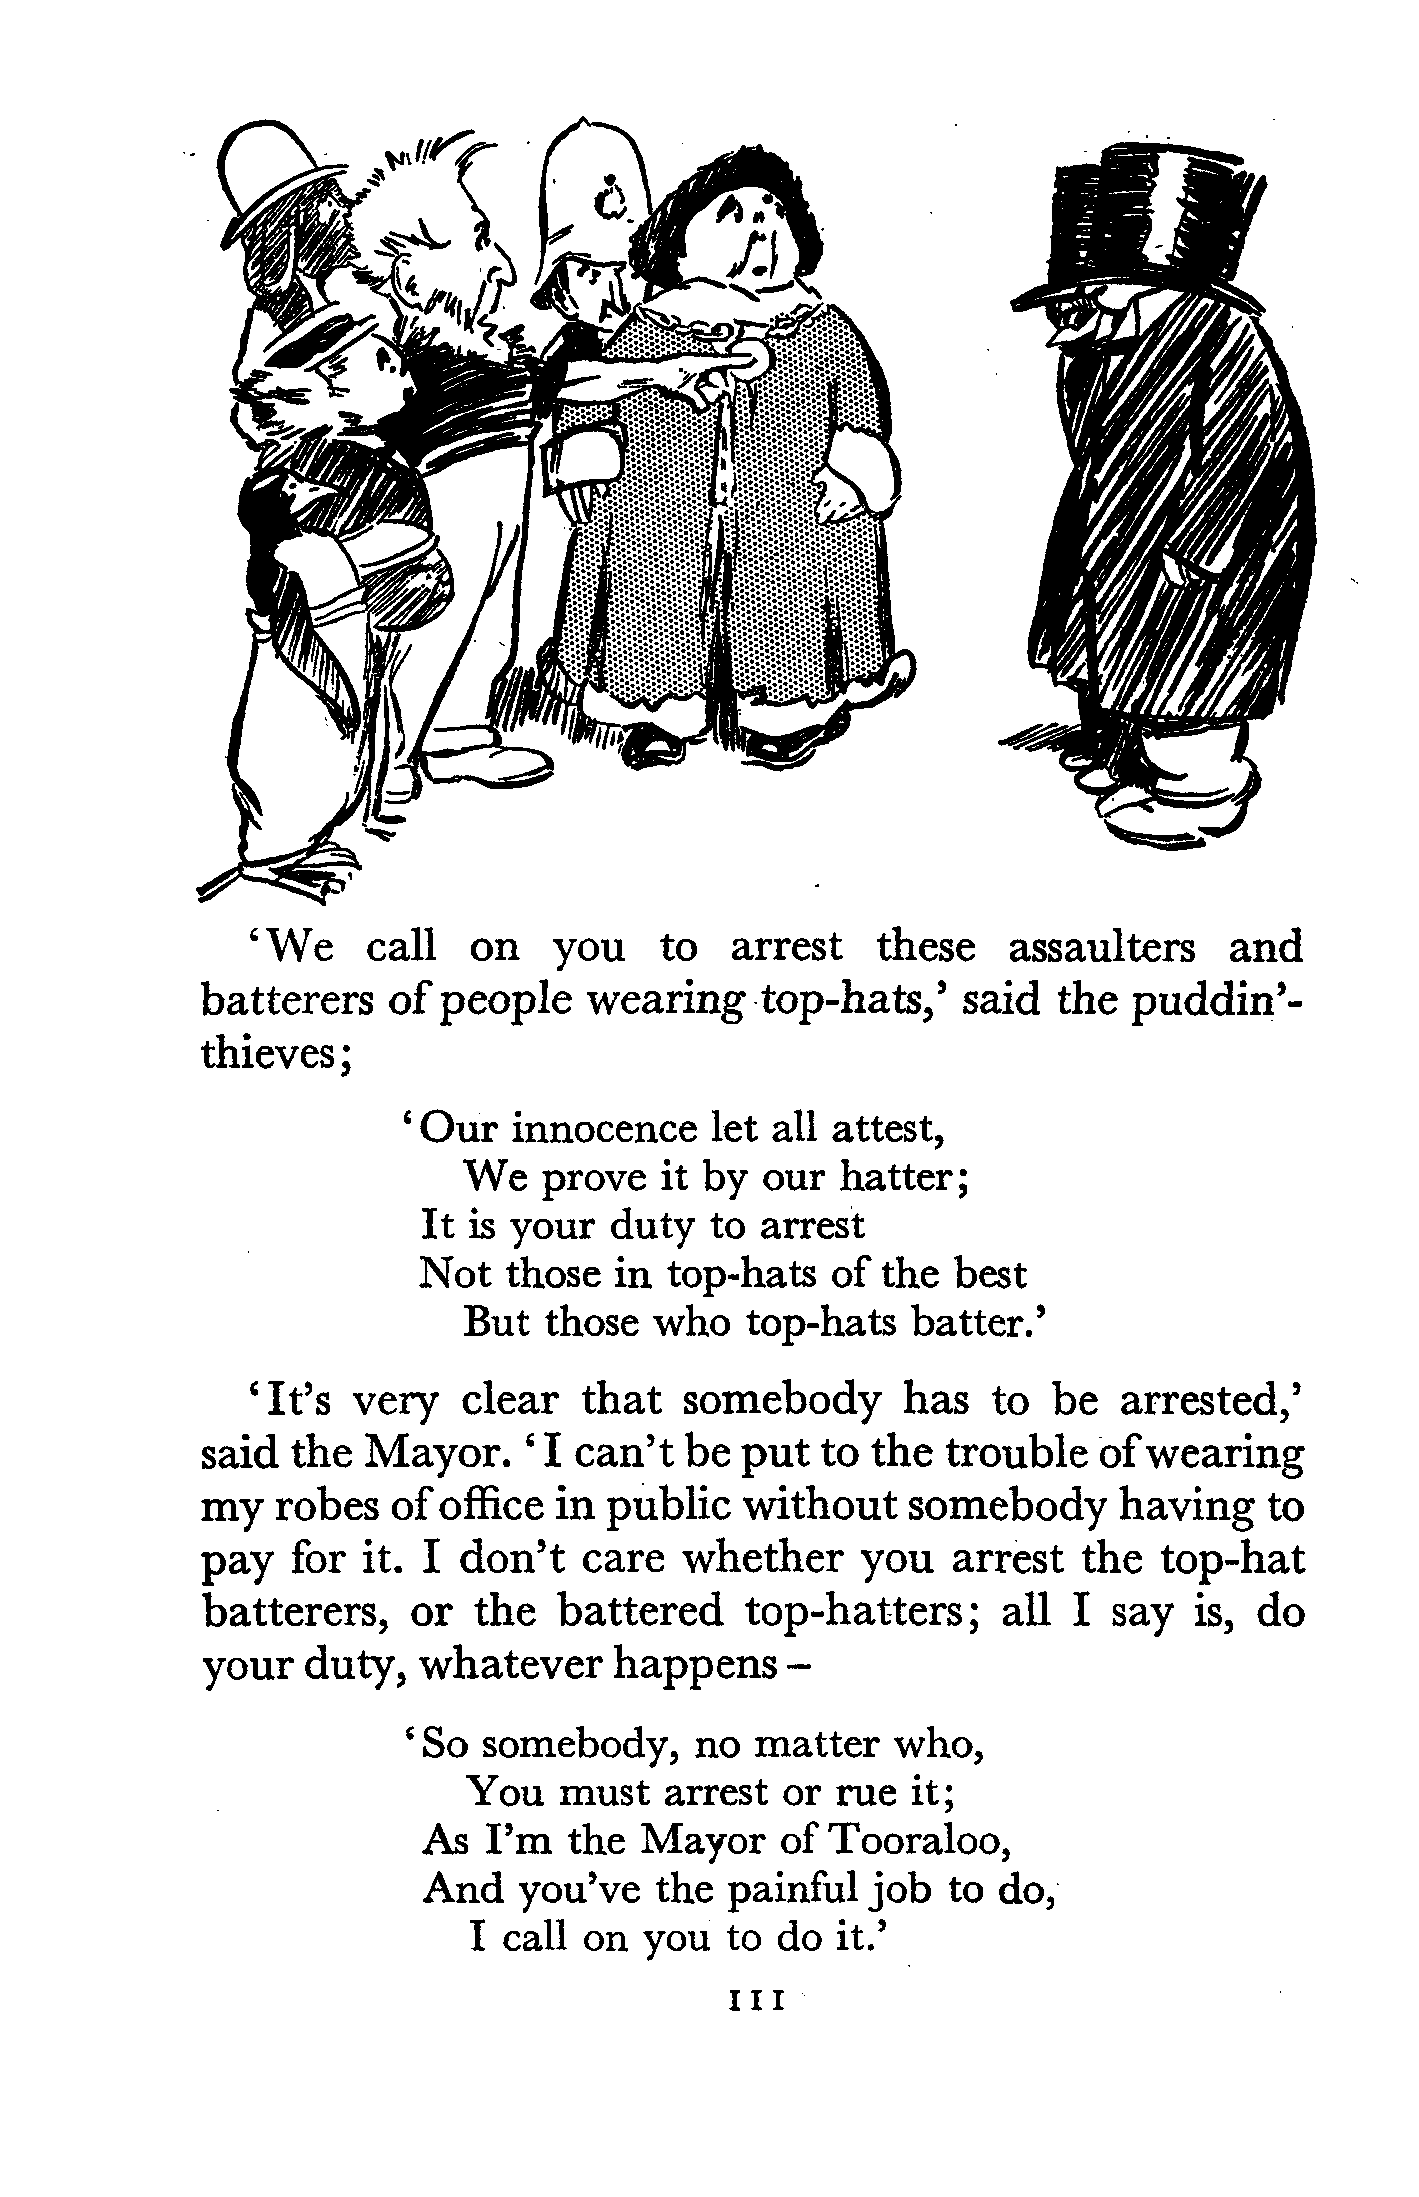 ‘We call on you to arrest these assaulters and
batterers of people wearing top-hats,’ said the puddin’-
thieves;
‘Our innocence let all attest,
We prove it by our hatter;
It is your duty to arrest
Not those in top-hats of the best
But those who top-hats batter.’
‘It’s very clear that somebody has to be arrested,’
said the Mayor. ‘I can’t be put to the trouble of wearing
my robes of office in public without somebody having to
pay for it. I don’t care whether you arrest the top-hat
batterers, or the battered top-hatters; all I say is, do
your duty, whatever happens –
‘So somebody, no matter who,
You must arrest or rue it;
As I’m the Mayor of Tooraloo,
And you’ve the painful job to do,
I call on you to do it.’
111